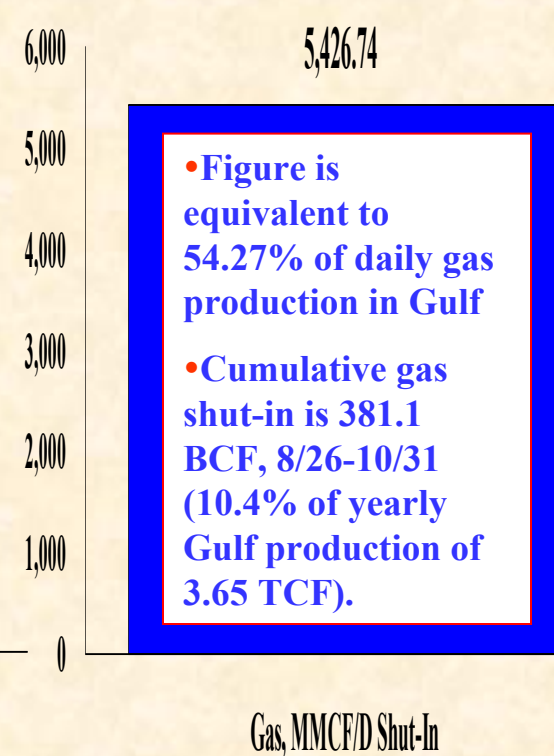 5,426.74
6,000
5,000
4,000
3,000
2,000
1,000
0
•Figure is
equivalent to
54.27% of daily gas
production in Gulf
•Cumulative gas
shut-in is 381.1
BCF, 8/26-10/31
(10.4% of yearly
Gulf production of
3.65 TCF).
Gas, MMCF/D Shut-In